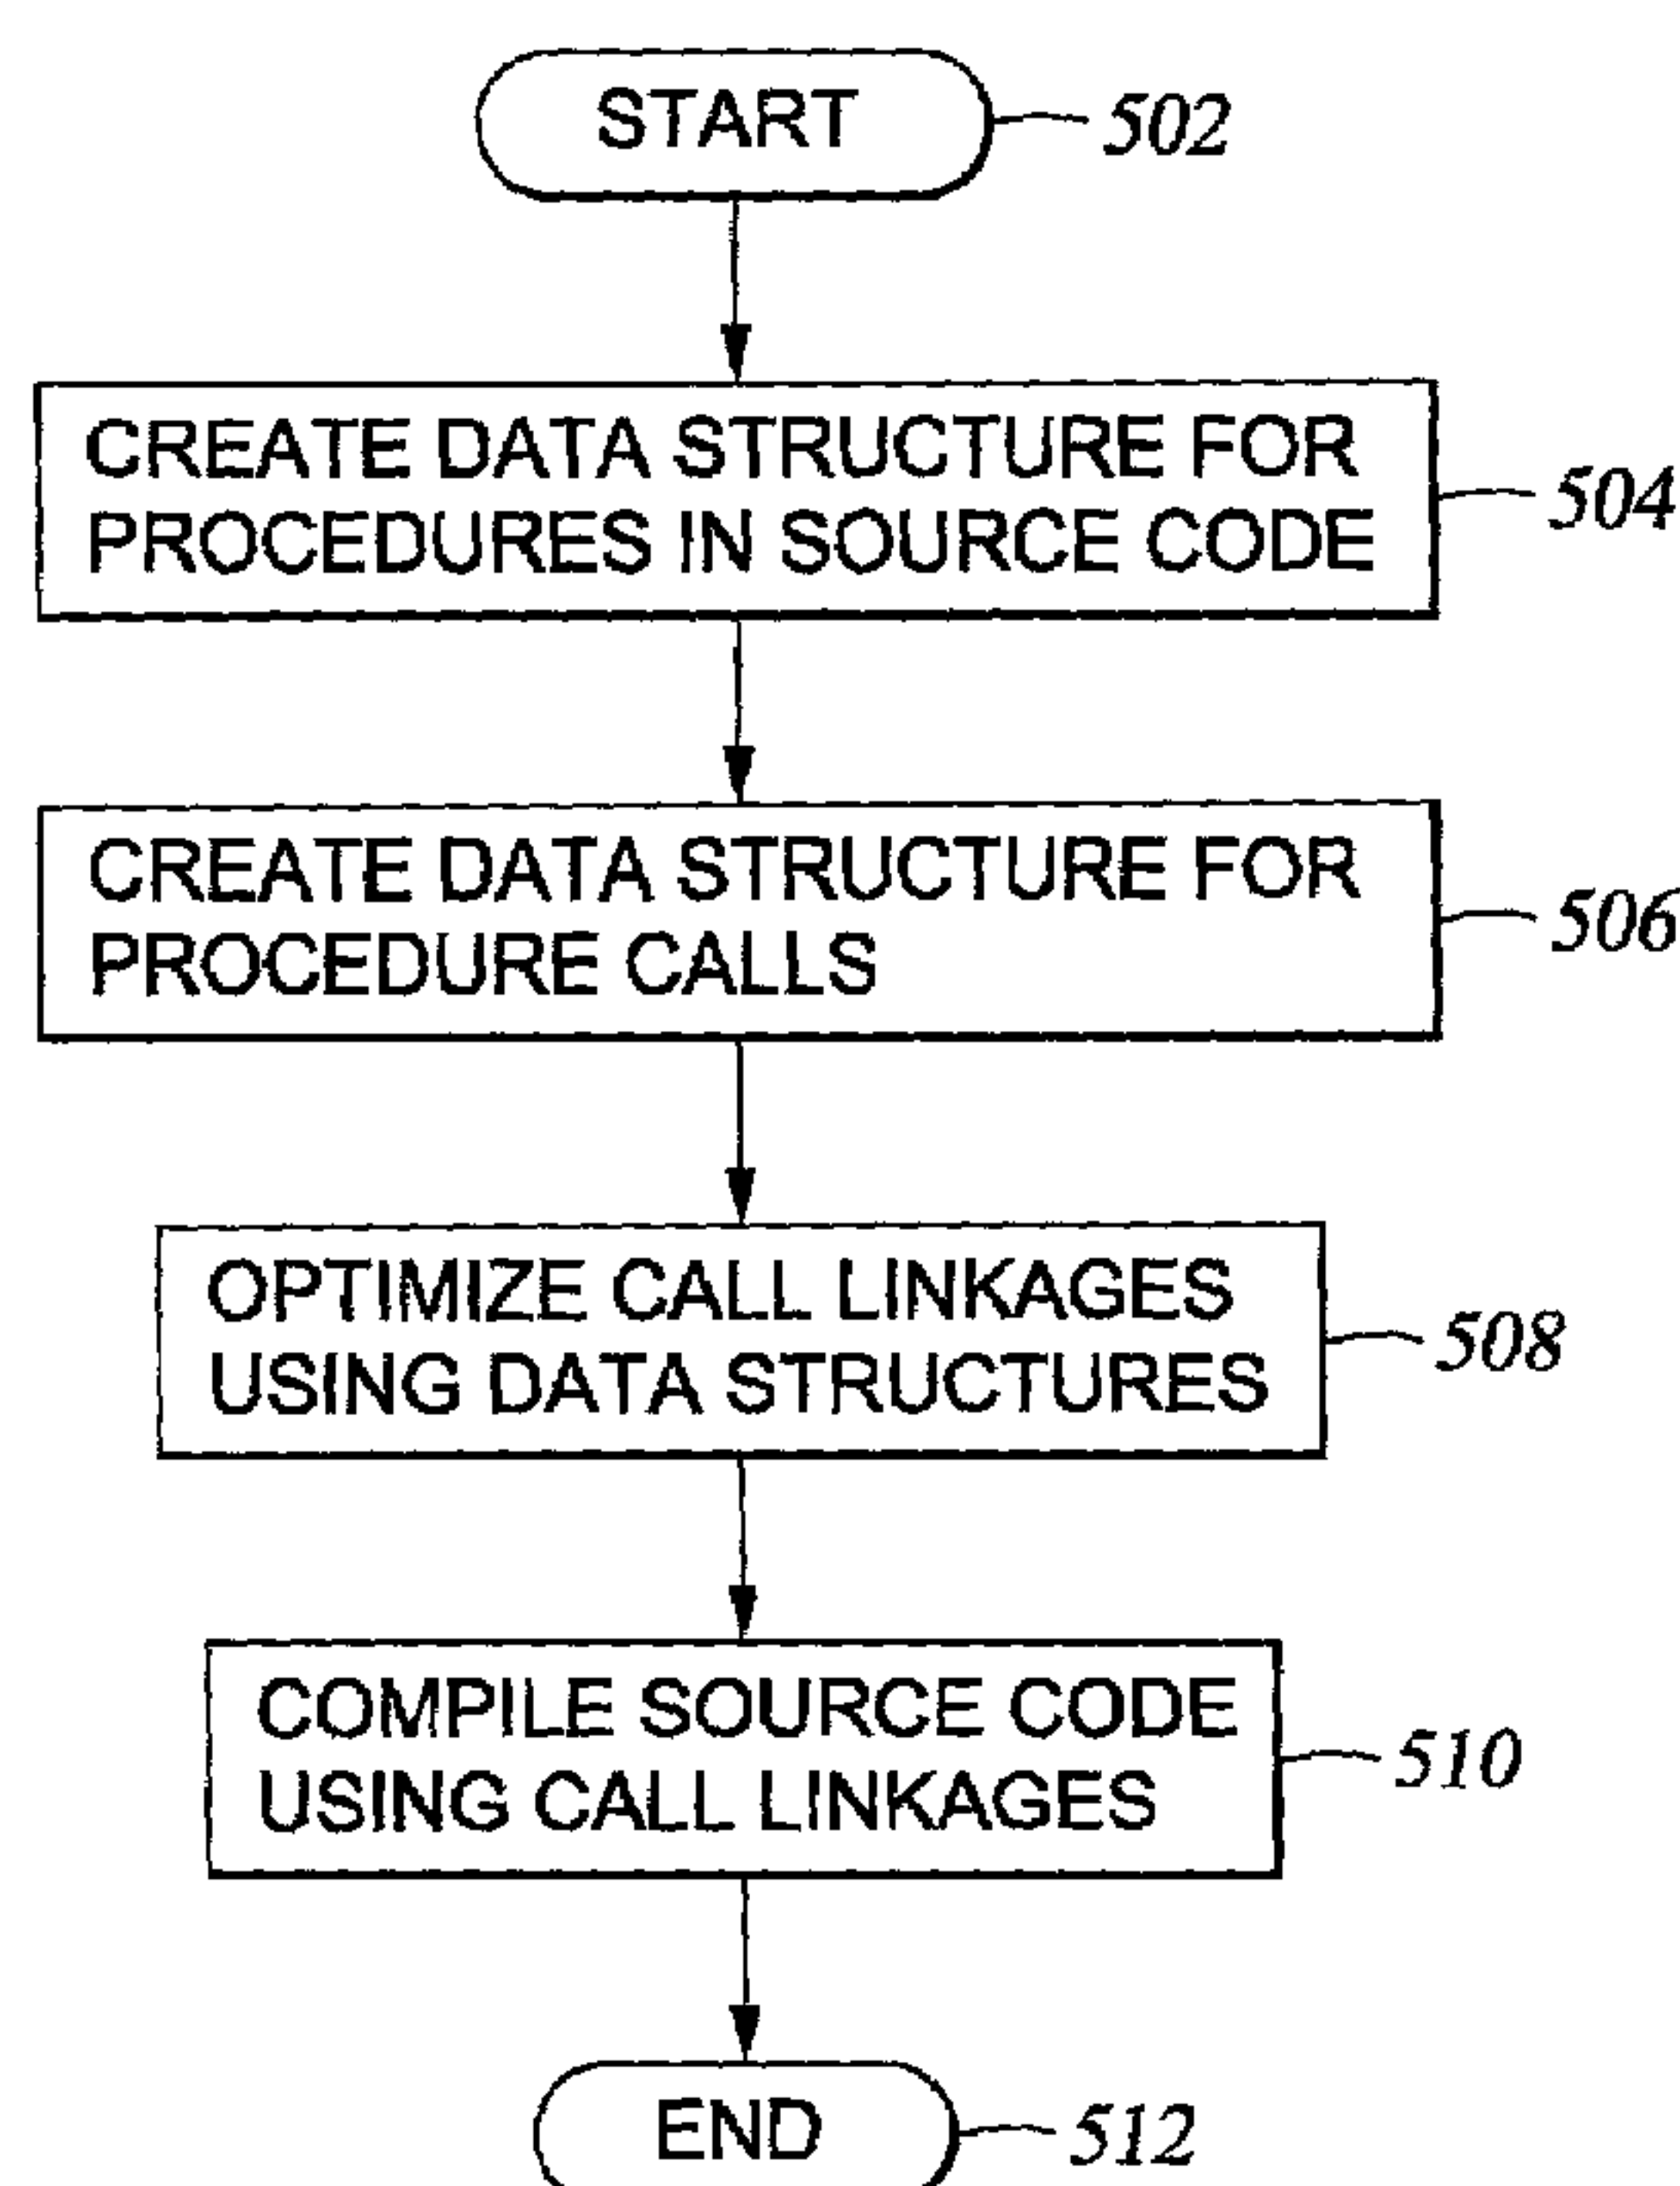 START 502
CREATE DATA STRUCTURE FOR
PROCEDURES IN SOURCE CODE
504
CREATE DATA STRUCTURE FOR
PROCEDURE CALLS
506
OPTIMIZE CALL LINKAGES
USING DATA STRUCTURES
508
COMPILE SOURCE CODE
USING CALL LINKAGES
510
END 512